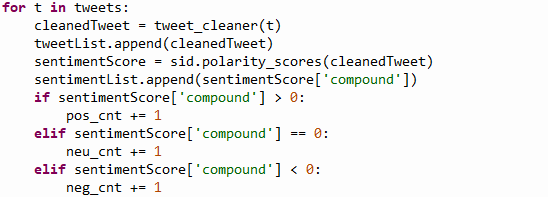 for t in tweets:
    cleanedTweet = tweet_cleaner(t)
    tweetList.append(cleanedTweet)
    sentimentScore = sid.polarity_scores(cleanedTweet)
    sentimentList.append(sentimentScore['compound'])
    if sentimentScore['compound'] > 0:
        pos_cnt += 1
    elif sentimentScore['compound'] == 0:
        neu_cnt += 1
    elif sentimentScore['compound'] < 0:
        neg_cnt += 1